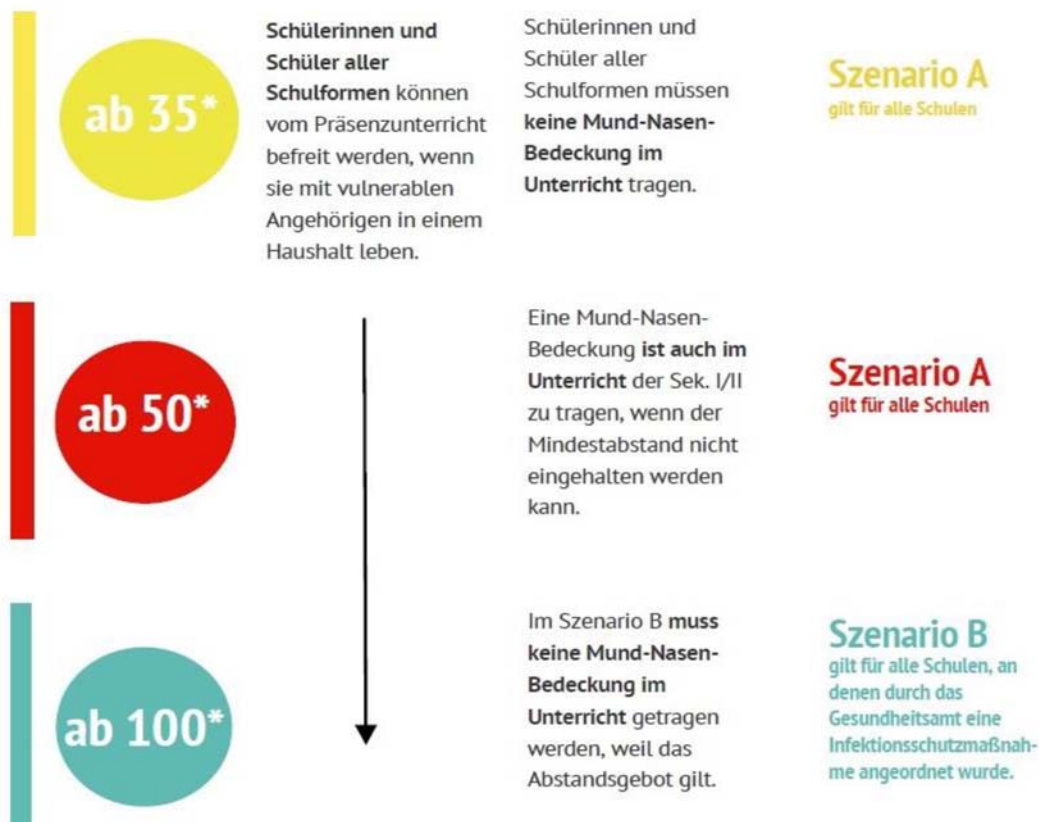 ab 35*
Schülerinnen und
Schüler aller
Schulformen können
vom Präsenzunterricht
befreit werden, wenn
sie mit vulnerablen
Angehörigen in einem
Haushalt leben.
Schülerinnen und
Schüler aller
Schulformen müssen
keine Mund-Nasen-
Bedeckung im
Unterricht tragen.
Szenario A
gilt für alle Schulen
ab 50*
Eine Mund-Nasen-
Bedeckung ist auch im
Unterricht der Sek. I/II
zu tragen, wenn der
Mindestabstand nicht
eingehalten werden
kann.
Szenario A
gilt für alle Schulen
ab 100*
Im Szenario B muss
keine Mund-Nasen-
Bedeckung im
Unterricht getragen
werden, weil das
Abstandsgebot gilt.
Szenario B
gilt für alle Schulen, an
denen durch das
Gesundheitsamt eine
Infektionsschutzmaßnah-
me angeordnet wurde.